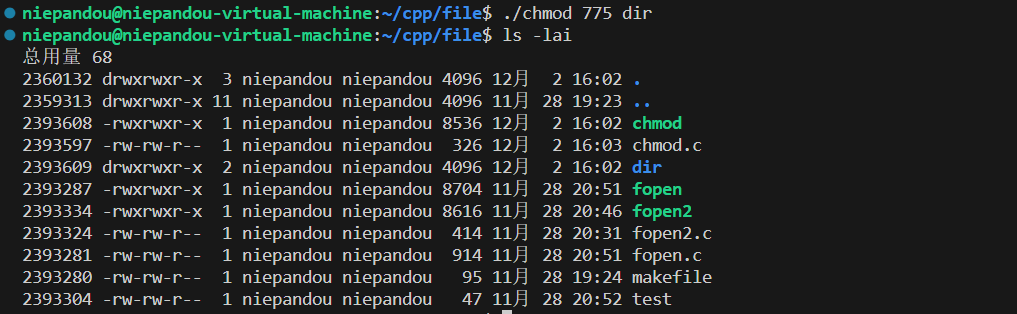 niepandou@niepandou-virtual-machine:~/cpp/file$ ./chmod 775 dir
niepandou@niepandou-virtual-machine:~/cpp/file$ ls -lai
总用量 68
2360132 drwxrwxr-x  3 niepandou niepandou 4096 12月  2 16:02 .
2359313 drwxrwxr-x 11 niepandou niepandou 4096 11月 28 19:23 ..
2393608 -rwxrwxr-x  1 niepandou niepandou 8536 12月  2 16:02 chmod
2393597 -rw-rw-r--  1 niepandou niepandou  326 12月  2 16:03 chmod.c
2393609 drwxrwxr-x  2 niepandou niepandou 4096 12月  2 16:02 dir
2393287 -rwxrwxr-x  1 niepandou niepandou 8704 11月 28 20:51 fopen
2393334 -rwxrwxr-x  1 niepandou niepandou 8616 11月 28 20:46 fopen2
2393324 -rw-rw-r--  1 niepandou niepandou  414 11月 28 20:31 fopen2.c
2393281 -rw-rw-r--  1 niepandou niepandou  914 11月 28 20:51 fopen.c
2393280 -rw-rw-r--  1 niepandou niepandou   95 11月 28 19:24 makefile
2393304 -rw-rw-r--  1 niepandou niepandou   47 11月 28 20:52 test